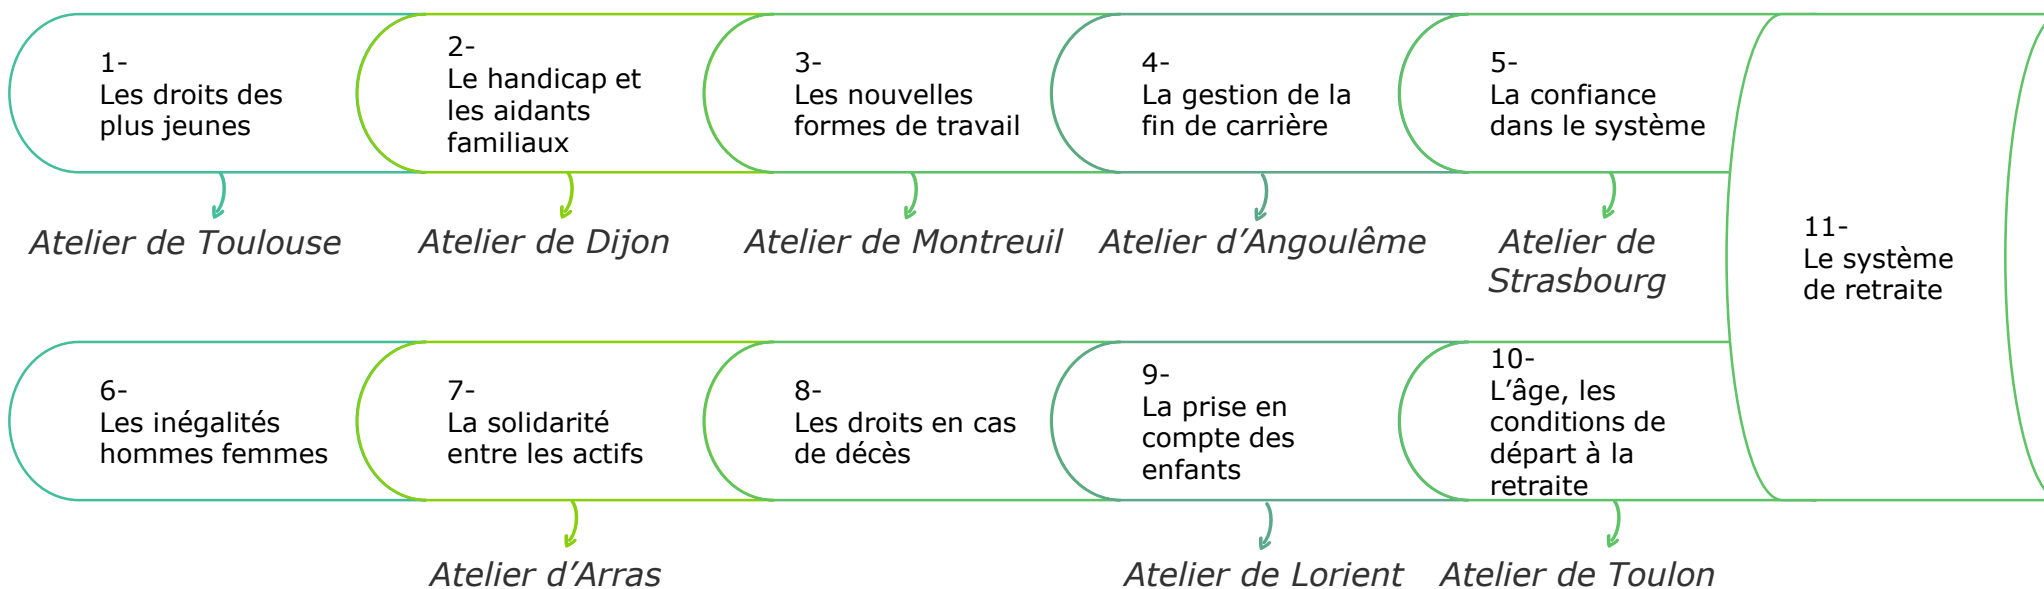 1-
Les droits des
plus jeunes
2-
Le handicap et
les aidants
familiaux
3-
Les nouvelles
formes de travail
4-
La gestion de la
fin de carrière
5-
La confiance
dans le système
Atelier de Toulouse
Atelier de Dijon
Atelier de Montreuil
Atelier d’Angoulême
Atelier de
Strasbourg
11-
Le système
de retraite
6-
Les inégalités
hommes femmes
7-
La solidarité
entre les actifs
8-
Les droits en cas
de décès
9-
La prise en
compte des
enfants
10-
L’âge, les
conditions de
départ à la
retraite
Atelier d’Arras
Atelier de Lorient
Atelier de Toulon